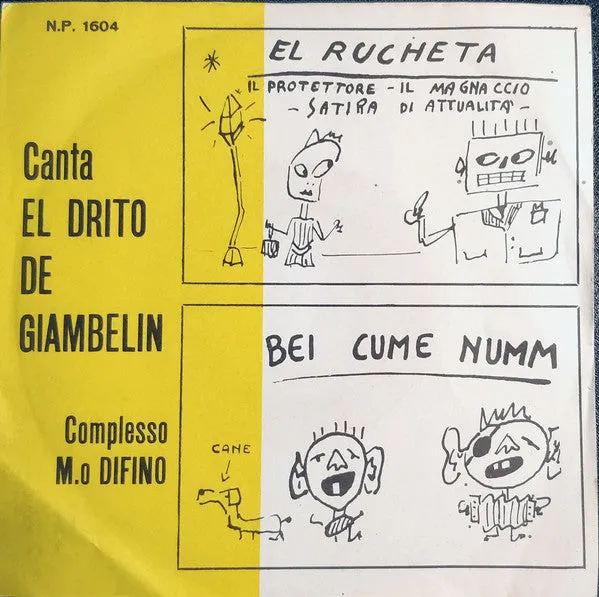 N.P. 1604
Canta
EL DRITO
DE
GIAMBELIN
Complesso
M.o DIFINO
EL RUCHETA
IL PROTETTORE - IL MAGNACCIO
- SATIRA DI ATTUALITA' -
BEI CUME NUMM
CANE